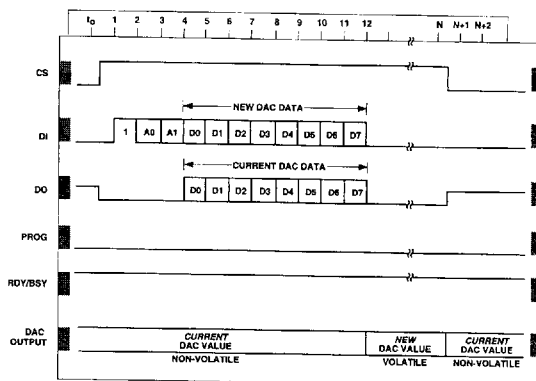 to 1 2 3 4 5 6 7 8 9 10 11 12 N N+1 N+2
CS
NEW DAC DATA
DI 1 A0 A1 D0 D1 D2 D3 D4 D5 D6 D7
CURRENT DAC DATA
DO D0 D1 D2 D3 D4 D5 D6 D7
PROG
RDY/BSY
DAC OUTPUT
CURRENT DAC VALUE
NON-VOLATILE
NEW DAC VALUE
VOLATILE
CURRENT DAC VALUE
NON-VOLATILE